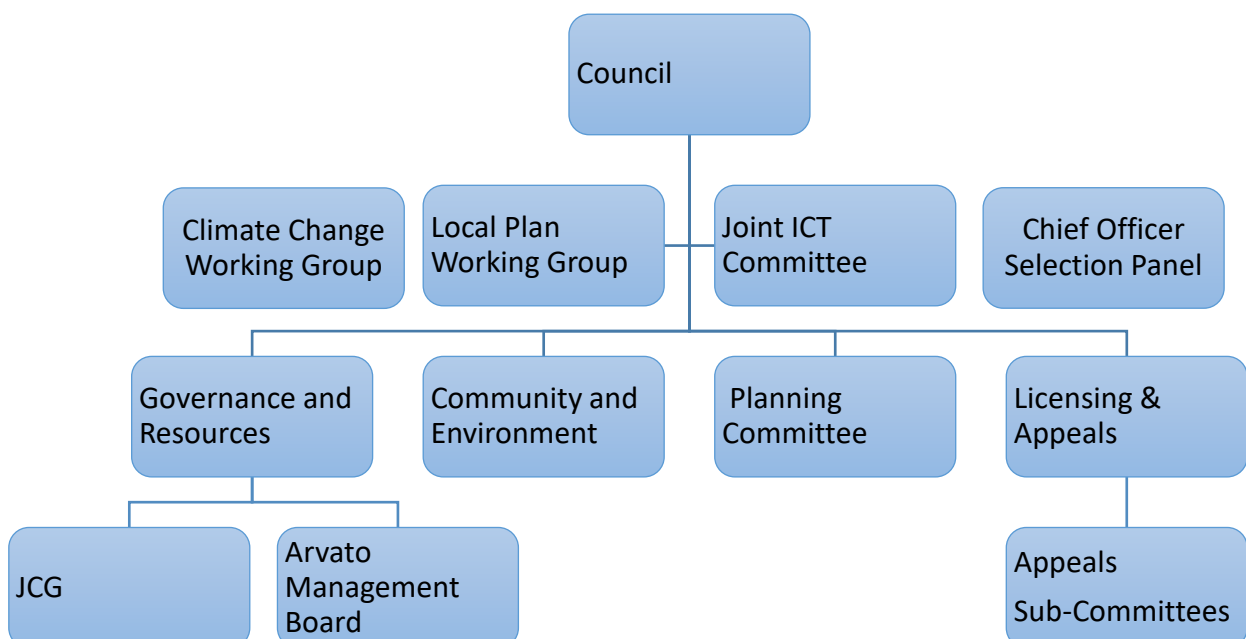 Council
Climate Change
Working Group
Local Plan
Working Group
Joint ICT
Committee
Chief Officer
Selection Panel
Governance and
Resources
Community and
Environment
Planning
Committee
Licensing &
Appeals
JCG
Arvato
Management
Board
Appeals
Sub-Committees